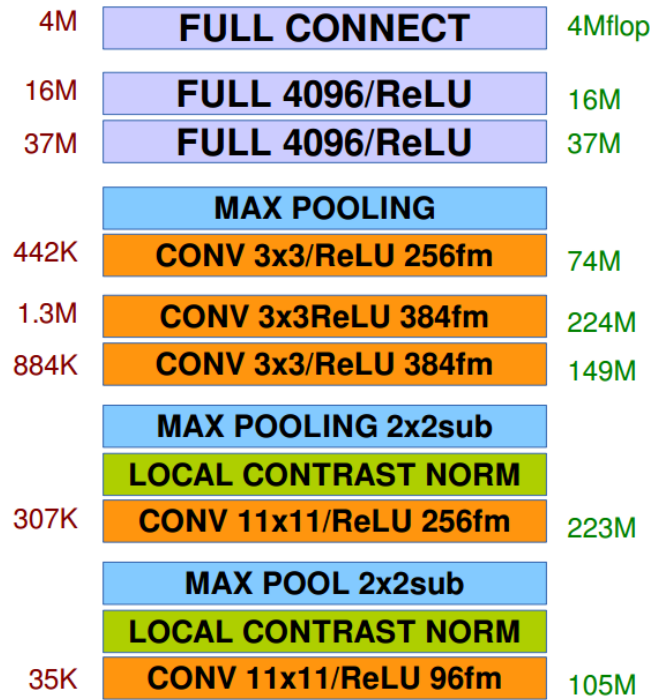 4M FULL CONNECT 4Mflop
16M FULL 4096/ReLU 16M
37M FULL 4096/ReLU 37M
MAX POOLING
442K CONV 3x3/ReLU 256fm 74M
1.3M CONV 3x3ReLU 384fm 224M
884K CONV 3x3/ReLU 384fm 149M
MAX POOLING 2x2sub
LOCAL CONTRAST NORM
307K CONV 11x11/ReLU 256fm 223M
MAX POOL 2x2sub
LOCAL CONTRAST NORM
35K CONV 11x11/ReLU 96fm 105M